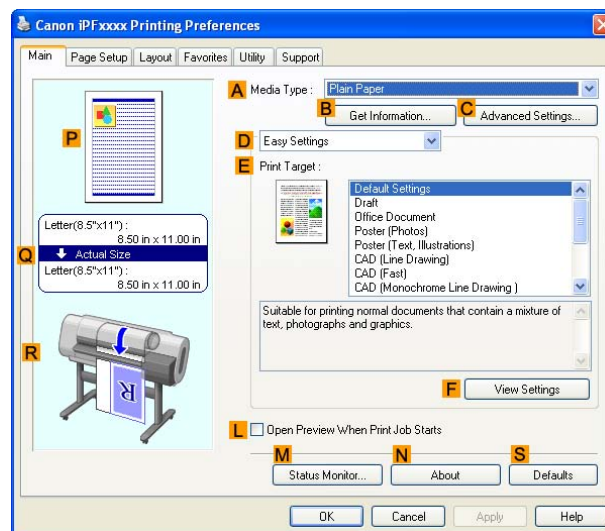 Canon iPFxxxx Printing Preferences
Main Page Setup Layout Favorites Utility Support
A Media Type : Plain Paper
B Get Information... C Advanced Settings...
D Easy Settings
E Print Target :
P
Default Settings
Draft
Office Document
Poster (Photos)
Poster (Text, Illustrations)
CAD (Line Drawing)
CAD (Fast)
CAD (Monochrome Line Drawing )
Letter(8.5"x11") :
8.50 in x 11.00 in
Q Actual Size
Letter(8.5"x11") :
8.50 in x 11.00 in
Suitable for printing normal documents that contain a mixture of
text, photographs and graphics.
R
R
F View Settings
L Open Preview When Print Job Starts
M N S
Status Monitor... About Defaults
OK Cancel Apply Help